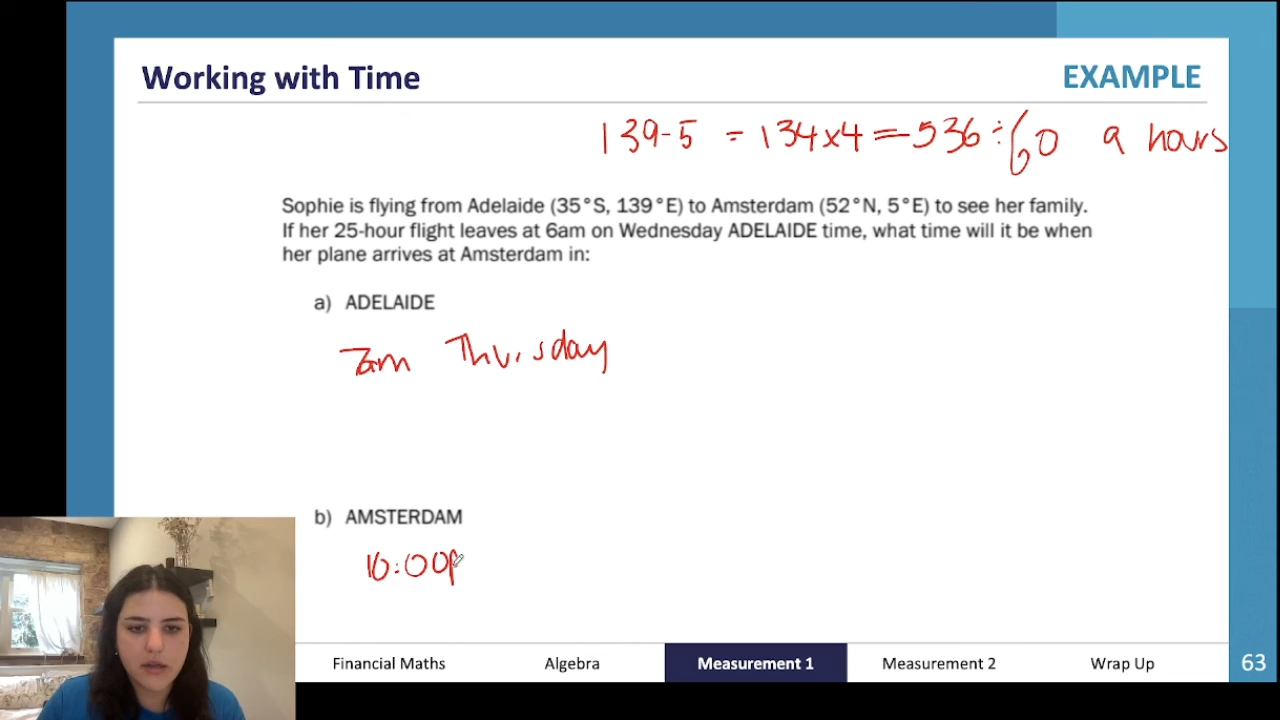 Working with Time
EXAMPLE
139-5 = 134x4 = 536 ÷ 60 9 hours
Sophie is flying from Adelaide (35°S, 139°E) to Amsterdam (52°N, 5°E) to see her family.
If her 25-hour flight leaves at 6am on Wednesday ADELAIDE time, what time will it be when
her plane arrives at Amsterdam in:
a) ADELAIDE
7am Thursday
b) AMSTERDAM
10:00p
Financial Maths Algebra Measurement 1 Measurement 2 Wrap Up 63